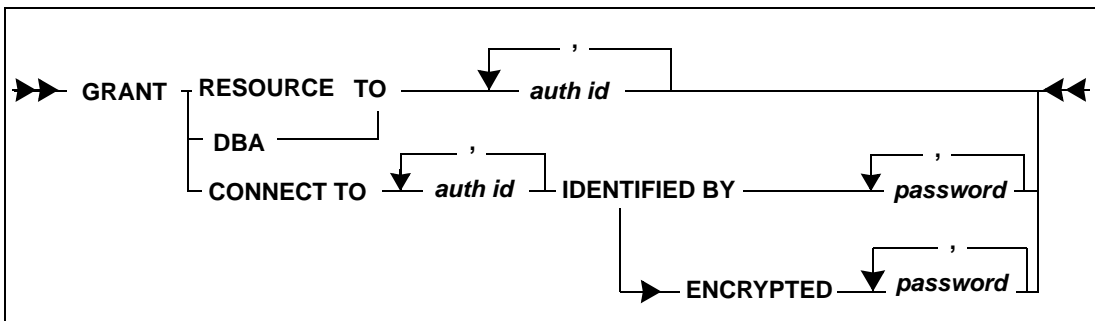 ,
GRANT RESOURCE TO auth id
DBA
, ,
CONNECT TO auth id IDENTIFIED BY password
,
ENCRYPTED password